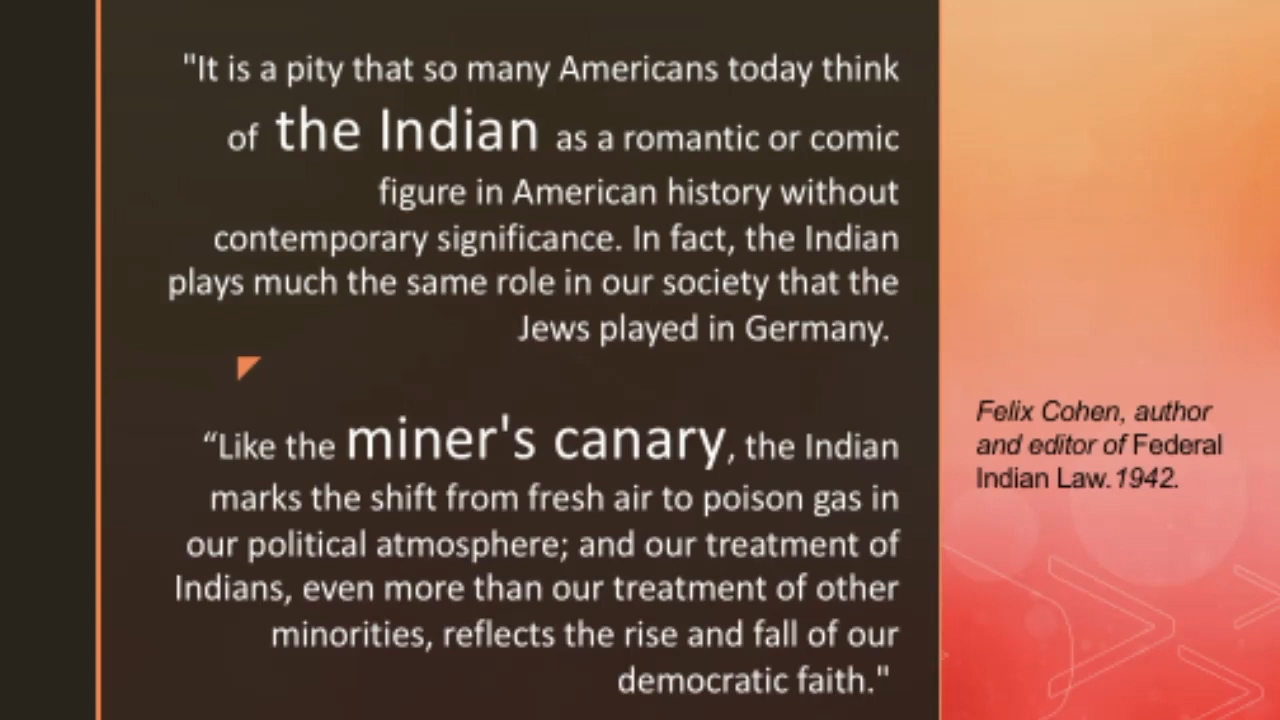 "It is a pity that so many Americans today think
of the Indian as a romantic or comic
figure in American history without
contemporary significance. In fact, the Indian
plays much the same role in our society that the
Jews played in Germany.
“Like the miner's canary, the Indian
marks the shift from fresh air to poison gas in
our political atmosphere; and our treatment of
Indians, even more than our treatment of other
minorities, reflects the rise and fall of our
democratic faith."
Felix Cohen, author
and editor of Federal
Indian Law.1942.